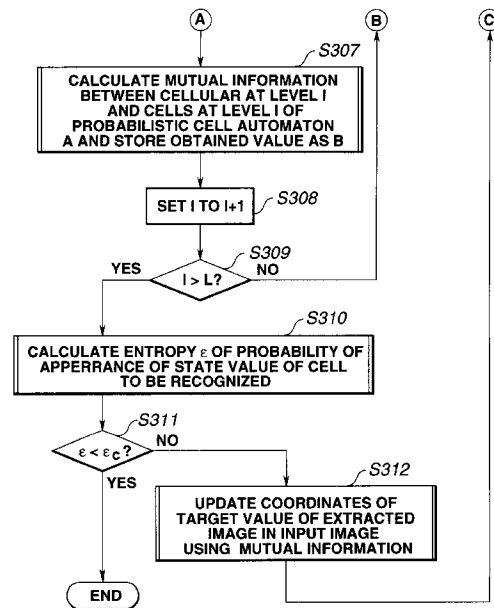 A
B
C
S307
CALCULATE MUTUAL INFORMATION
BETWEEN CELLULAR AT LEVEL I
AND CELLS AT LEVEL I OF
PROBABILISTIC CELL AUTOMATON
A AND STORE OBTAINED VALUE AS B
S308
SET I TO I+1
S309
YES
I > L?
NO
S310
CALCULATE ENTROPY ε OF PROBABILITY OF
APPERRANCE OF STATE VALUE OF CELL
TO BE RECOGNIZED
S311
ε < εc?
NO
YES
S312
UPDATE COORDINATES OF
TARGET VALUE OF EXTRACTED
IMAGE IN INPUT IMAGE
USING MUTUAL INFORMATION
END